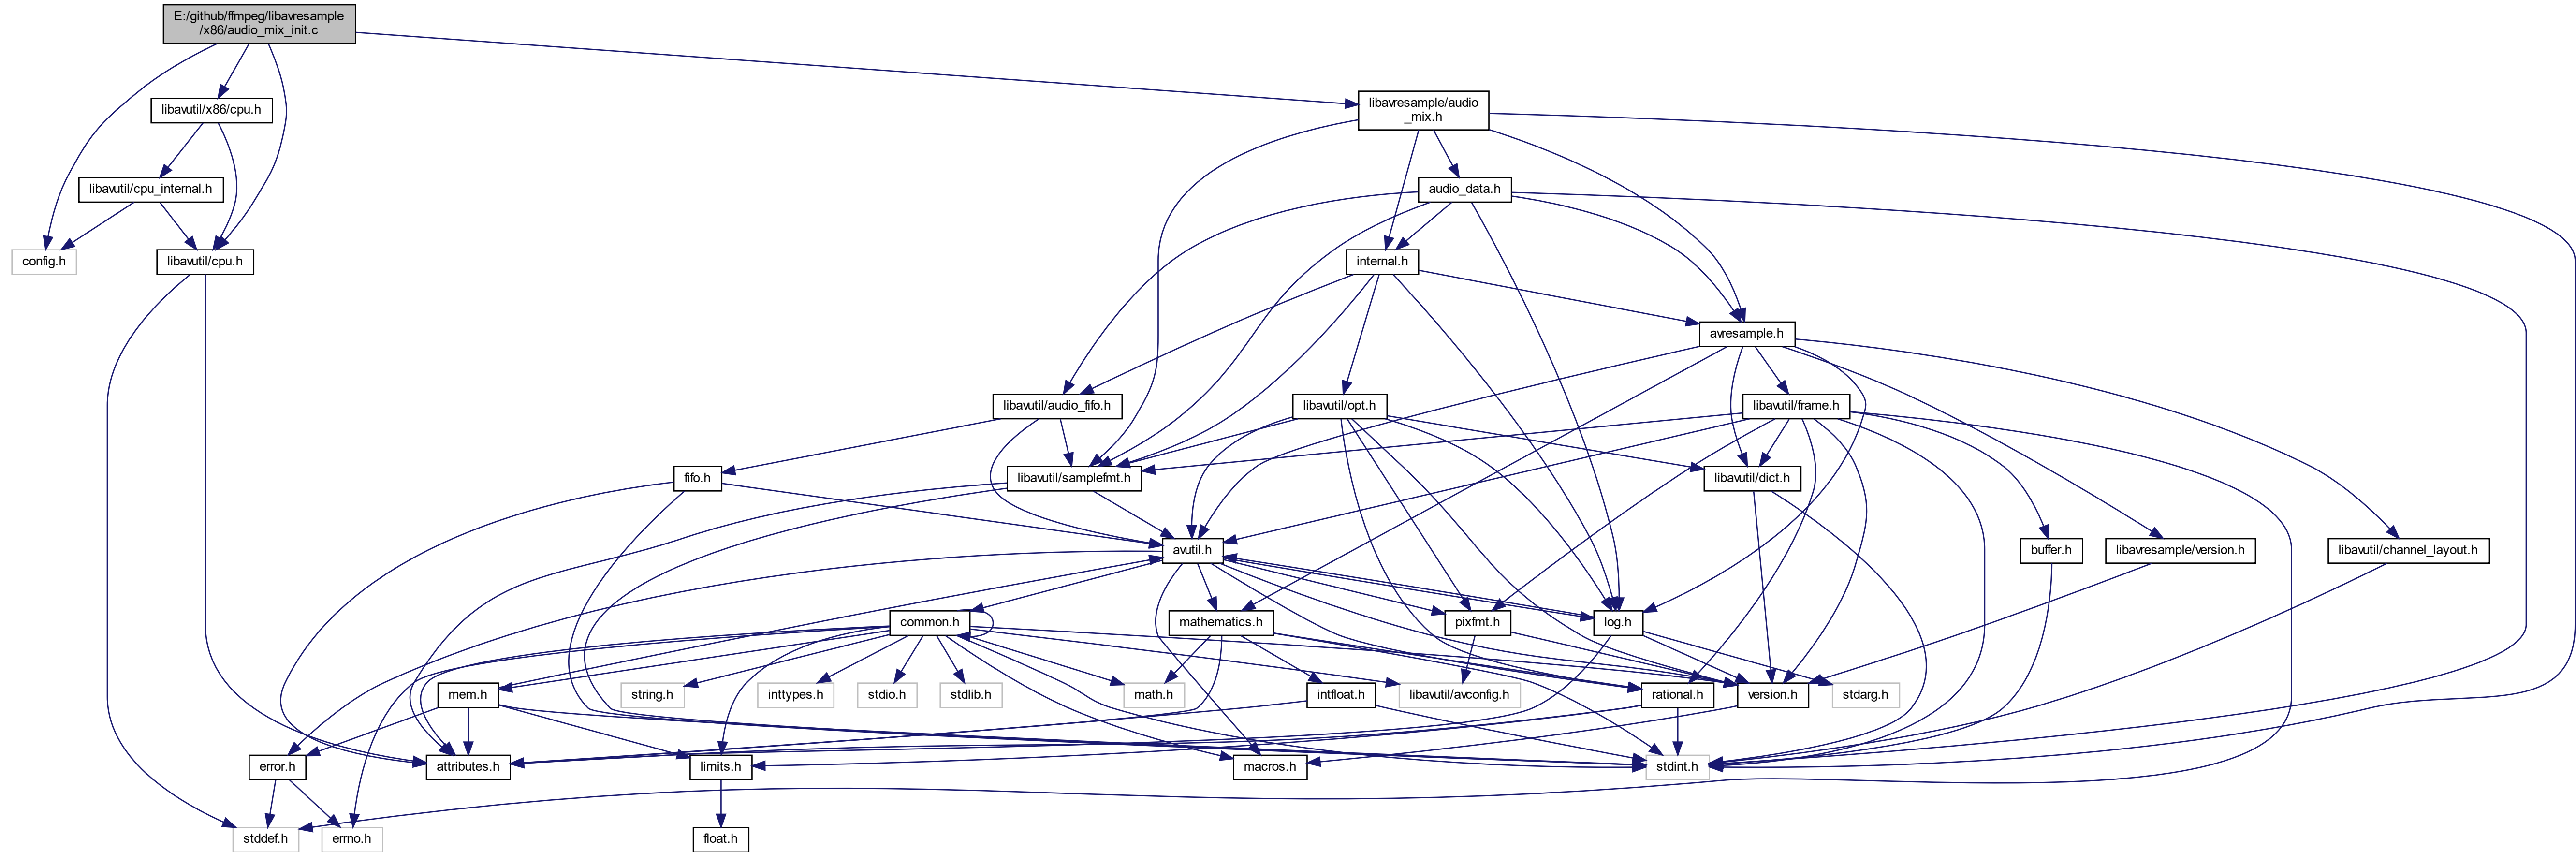 E:/github/ffmpeg/libavresample
/x86/audio_mix_init.c
libavutil/x86/cpu.h
libavresample/audio
_mix.h
libavutil/cpu_internal.h
audio_data.h
config.h
libavutil/cpu.h
internal.h
avresample.h
libavutil/audio_fifo.h
libavutil/opt.h
libavutil/frame.h
fifo.h
libavutil/samplefmt.h
libavutil/dict.h
avutil.h
buffer.h
libavresample/version.h
libavutil/channel_layout.h
common.h
mathematics.h
pixfmt.h
log.h
mem.h
string.h
inttypes.h
stdio.h
stdlib.h
math.h
intfloat.h
libavutil/avconfig.h
rational.h
version.h
stdarg.h
error.h
attributes.h
limits.h
macros.h
stdint.h
stddef.h
errno.h
float.h